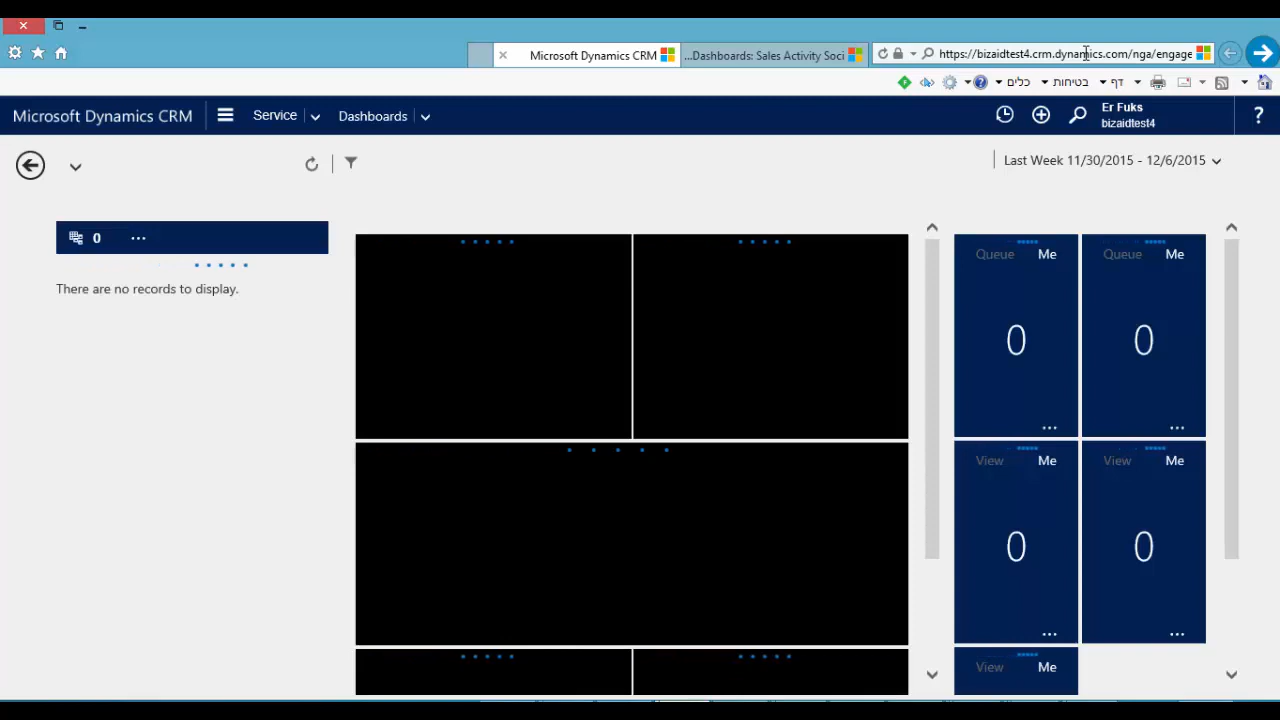 Microsoft Dynamics CRM
...Dashboards: Sales Activity Soci
https://bizaidtest4.crm.dynamics.com/nga/engage
כלים
בטיחות
דף
Microsoft Dynamics CRM
Service
Dashboards
Er Fuks
bizaidtest4
?
Last Week 11/30/2015 - 12/6/2015
0 ...
There are no records to display.
Queue Me
0
...
Queue Me
0
...
View Me
0
...
View Me
0
...
View Me